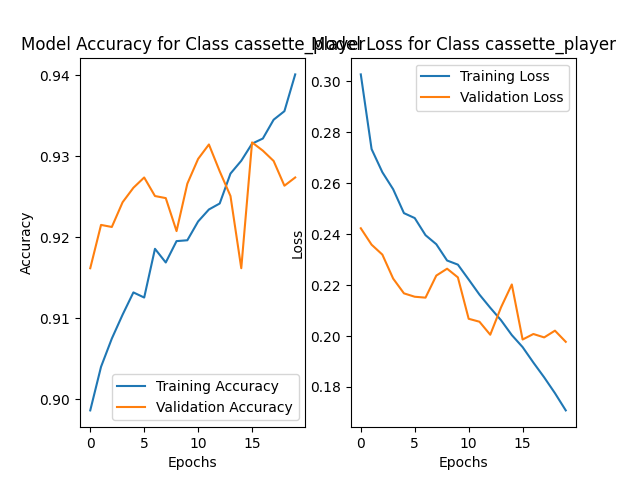 Model Accuracy for Class cassette_player
Model Loss for Class cassette_player
0.94
0.93
0.92
0.91
0.90
Accuracy
Training Accuracy
Validation Accuracy
0 5 10 15
Epochs
0.30
0.28
0.26
0.24
0.22
0.20
0.18
Loss
Training Loss
Validation Loss
0 5 10 15
Epochs